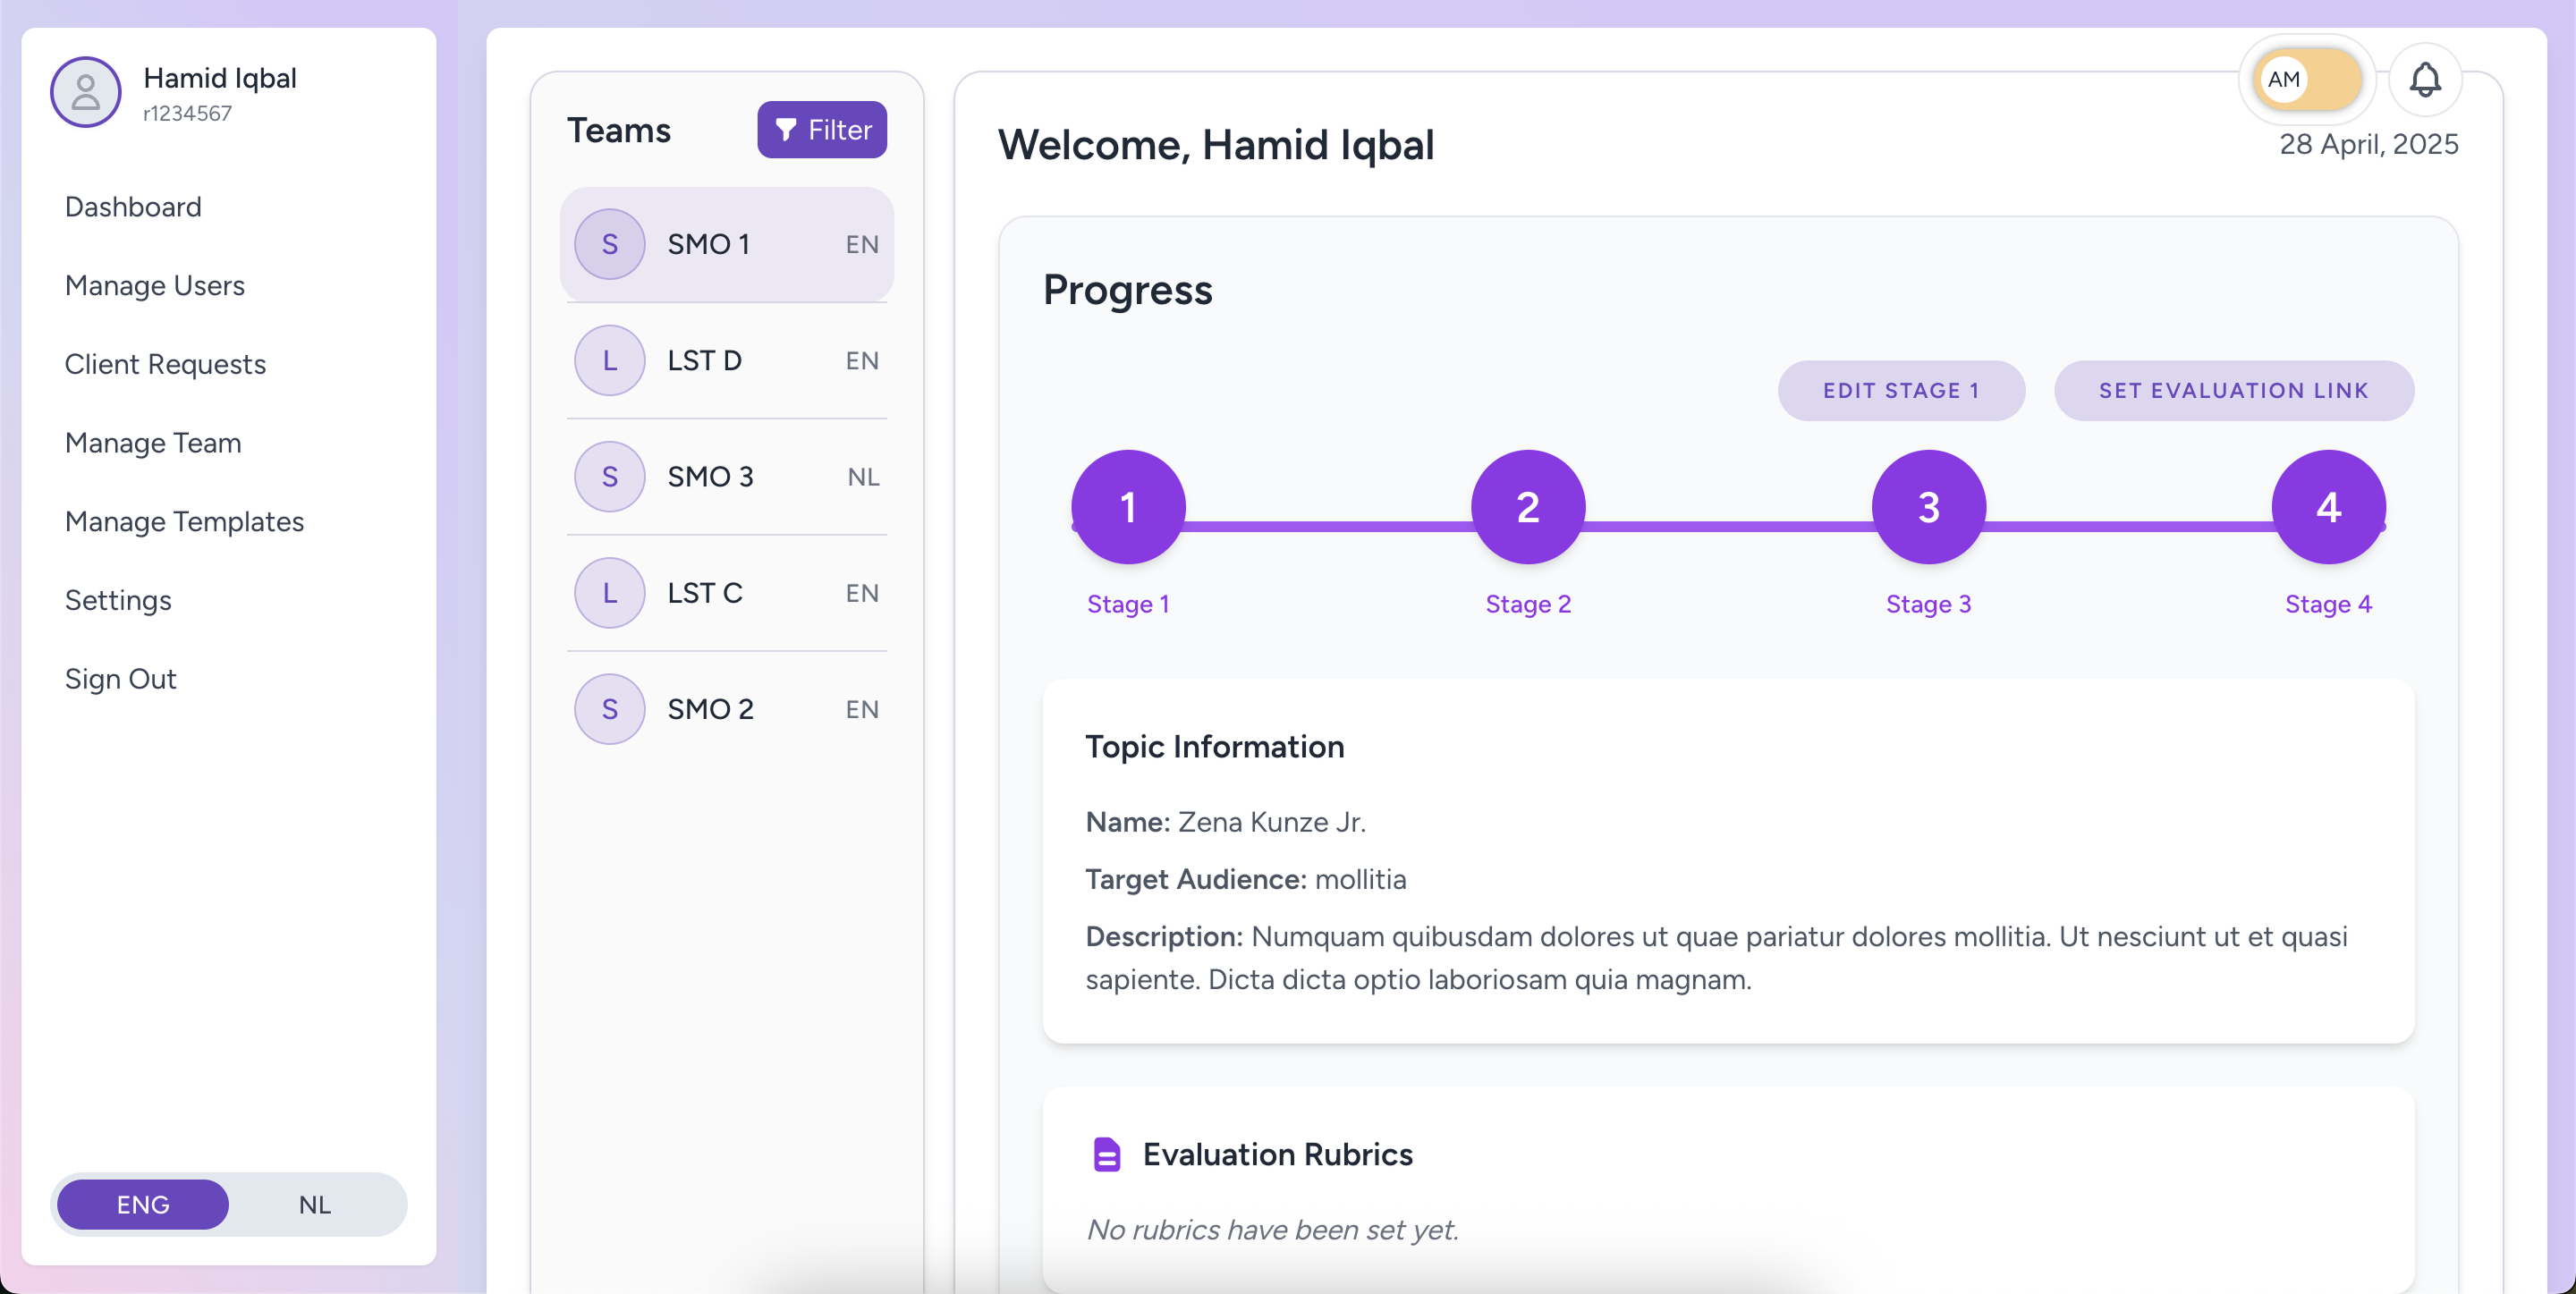 Hamid Iqbal
r1234567
Dashboard
Manage Users
Client Requests
Manage Team
Manage Templates
Settings
Sign Out
ENG
NL
Teams
Filter
S SMO 1 EN
L LST D EN
S SMO 3 NL
L LST C EN
S SMO 2 EN
AM
Welcome, Hamid Iqbal
28 April, 2025
Progress
EDIT STAGE 1
SET EVALUATION LINK
1 2 3 4
Stage 1 Stage 2 Stage 3 Stage 4
Topic Information
Name: Zena Kunze Jr.
Target Audience: mollitia
Description: Numquam quibusdam dolores ut quae pariatur dolores mollitia. Ut nesciunt ut et quasi
sapiente. Dicta dicta optio laboriosam quia magnam.
Evaluation Rubrics
No rubrics have been set yet.